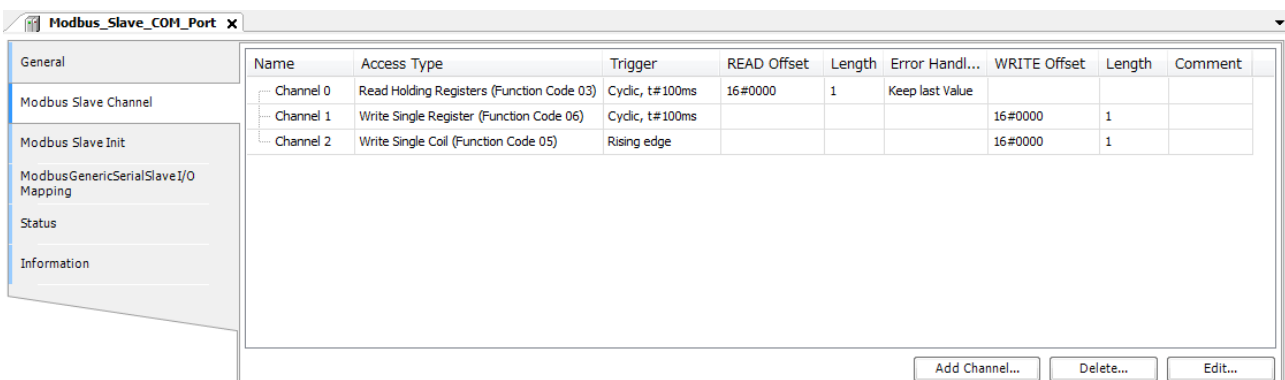 Modbus_Slave_COM_Port X
General
Modbus Slave Channel
Modbus Slave Init
ModbusGenericSerialSlaveI/O
Mapping
Status
Information
Name Access Type Trigger READ Offset Length Error Handl... WRITE Offset Length Comment
Channel 0 Read Holding Registers (Function Code 03) Cyclic, t#100ms 16#0000 1 Keep last Value
Channel 1 Write Single Register (Function Code 06) Cyclic, t#100ms 16#0000 1
Channel 2 Write Single Coil (Function Code 05) Rising edge 16#0000 1
Add Channel... Delete... Edit...